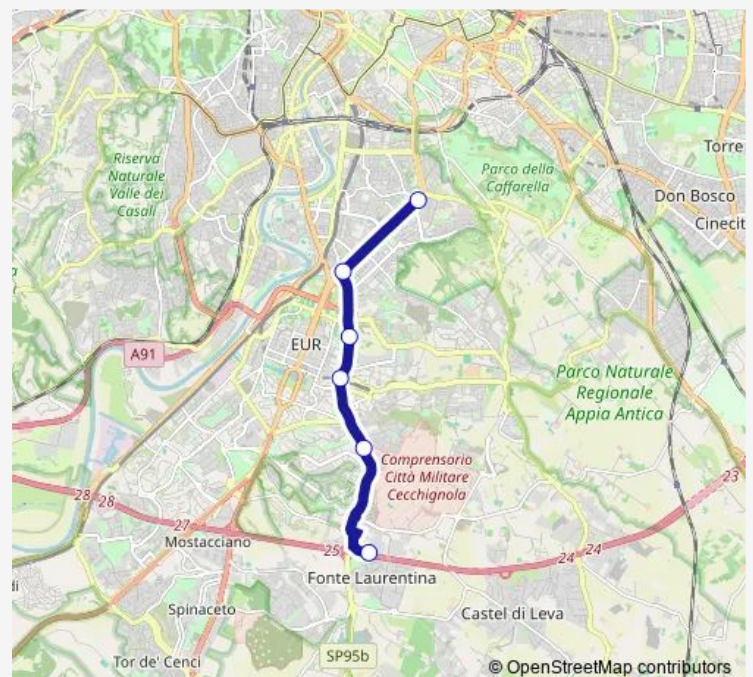 Riserva
Naturale
Valle dei
Casali
Parco della
Caffarella
Torre
Don Bosco
Cinecit
A91
EUR
Parco Naturale
Regionale
Appia Antica
Comprensorio
Città Militare
Cecchignola
28 28
27
Mostacciano
25
24 24
23
Fonte Laurentina
di
Spinaceto
Castel di Leva
Tor de' Cenci
SP95b
© OpenStreetMap contributors